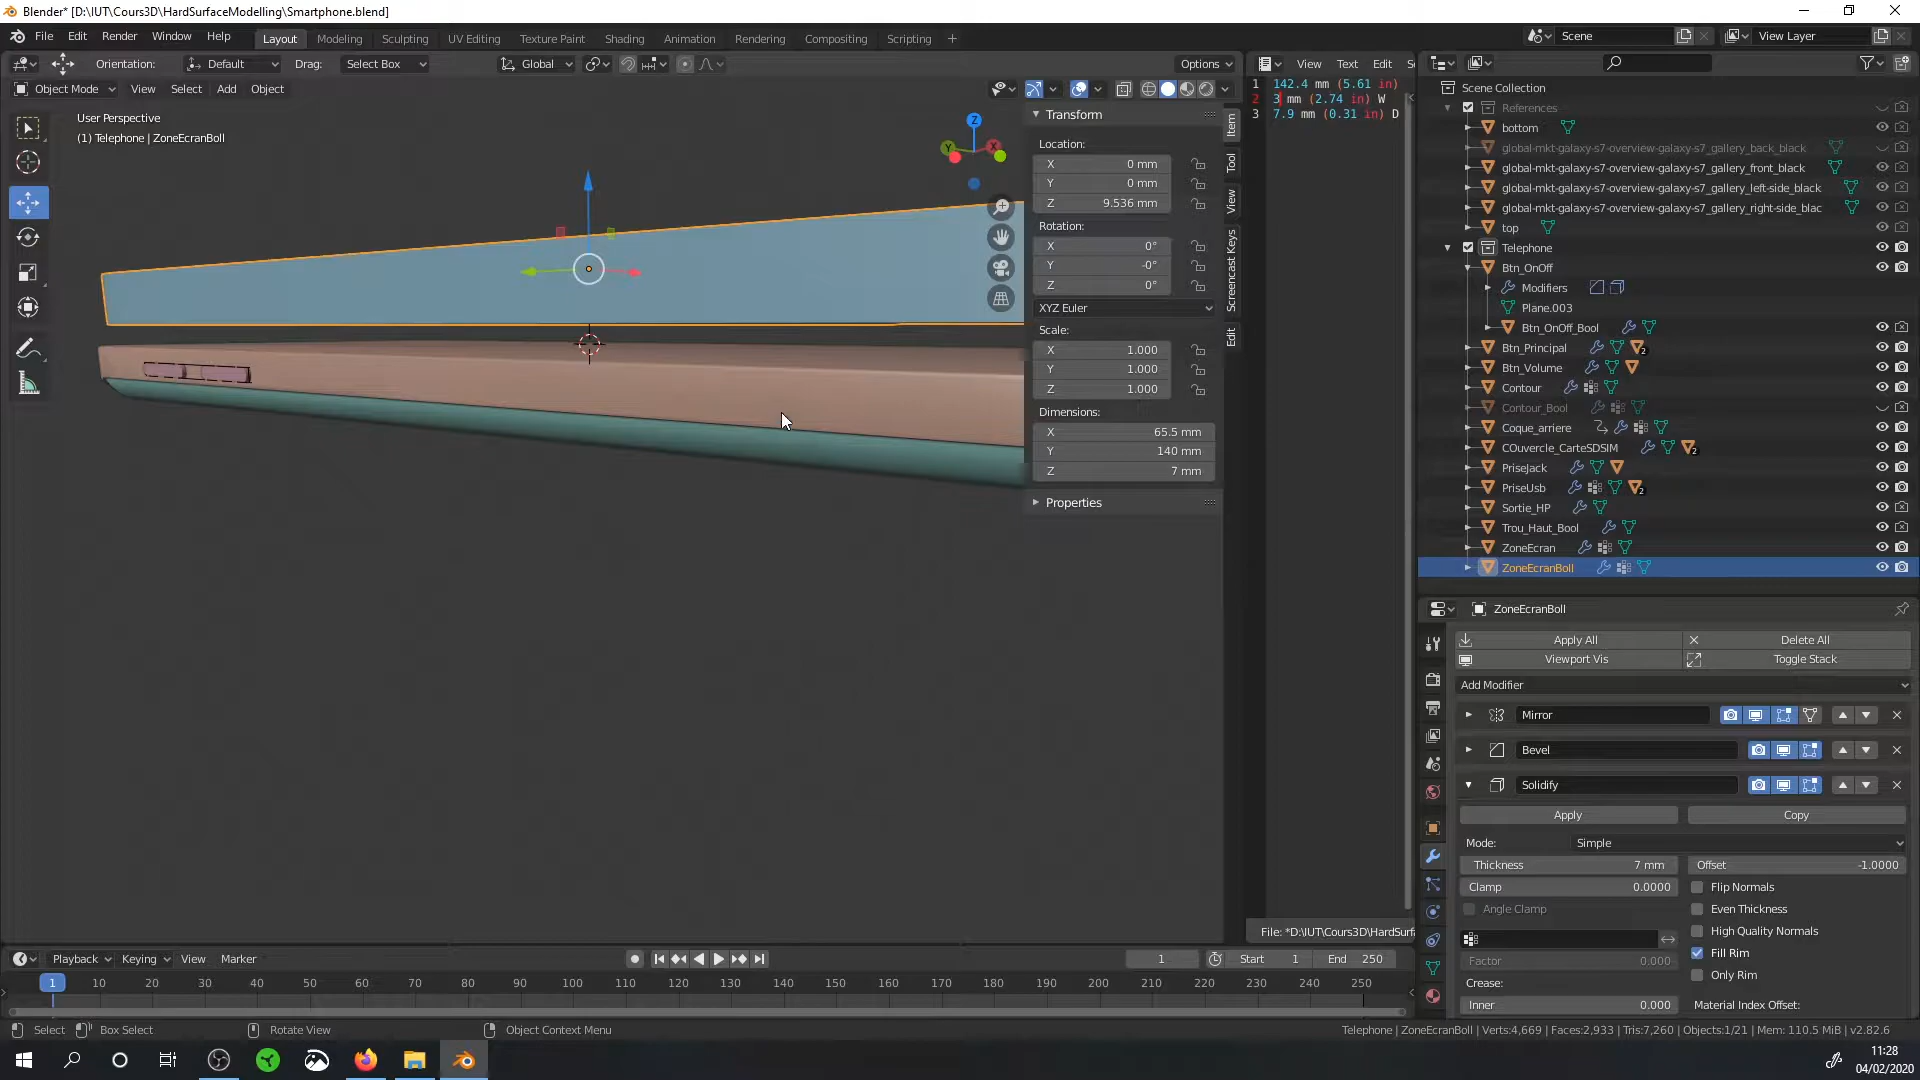 Blender* [D:\IUT\Cours3D\HardSurfaceModelling\Smartphone.blend]
File Edit Render Window Help
Layout Modeling Sculpting UV Editing Texture Paint Shading Animation Rendering Compositing Scripting +
Scene
View Layer
Orientation: Default Drag: Select Box Global Options
View Text Edit
Object Mode View Select Add Object
User Perspective
(1) Telephone | ZoneEcranBoll
Z
Y
X
Transform
Location:
X 0 mm
Y 0 mm
Z 9.536 mm
Rotation:
X 0°
Y -0°
Z 0°
XYZ Euler
Scale:
X 1.000
Y 1.000
Z 1.000
Dimensions:
X 65.5 mm
Y 140 mm
Z 7 mm
Properties
Item
Tool
View
Screencast Keys
Edit
1 142.4 mm (5.61 in)
2 3 mm (2.74 in) W
3 7.9 mm (0.31 in) D
File: *D:\IUT\Cours3D\HardSurf
Scene Collection
References
bottom
global-mkt-galaxy-s7-overview-galaxy-s7_gallery_back_black
global-mkt-galaxy-s7-overview-galaxy-s7_gallery_front_black
global-mkt-galaxy-s7-overview-galaxy-s7_gallery_left-side_black
global-mkt-galaxy-s7-overview-galaxy-s7_gallery_right-side_blac
top
Telephone
Btn_OnOff
Modifiers
Plane.003
Btn_OnOff_Bool
Btn_Principal 2
Btn_Volume
Contour
Contour_Bool
Coque_arriere
COuvercle_CarteSDSIM 2
PriseJack
PriseUsb 2
Sortie_HP
Trou_Haut_Bool
ZoneEcran
ZoneEcranBoll
ZoneEcranBoll
Apply All Delete All
Viewport Vis Toggle Stack
Add Modifier
Mirror
Bevel
Solidify
Apply Copy
Mode: Simple
Thickness 7 mm Offset -1.0000
Clamp 0.0000 Flip Normals
Angle Clamp Even Thickness
High Quality Normals
Fill Rim
Factor 0.000
Only Rim
Crease:
Inner 0.000 Material Index Offset:
Playback Keying View Marker 1 Start 1 End 250
1 10 20 30 40 50 60 70 80 90 100 110 120 130 140 150 160 170 180 190 200 210 220 230 240 250
Select Box Select Rotate View Object Context Menu
Telephone | ZoneEcranBoll | Verts:4,669 | Faces:2,933 | Tris:7,260 | Objects:1/21 | Mem: 110.5 MiB | v2.82.6
11:28
04/02/2020